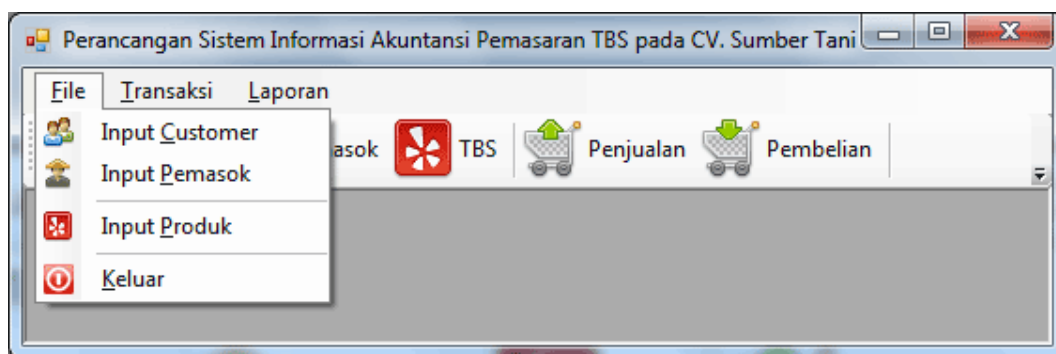 Perancangan Sistem Informasi Akuntansi Pemasaran TBS pada CV. Sumber Tani
File Transaksi Laporan
Input Customer
asok TBS Penjualan Pembelian
Input Pemasok
Input Produk
Keluar